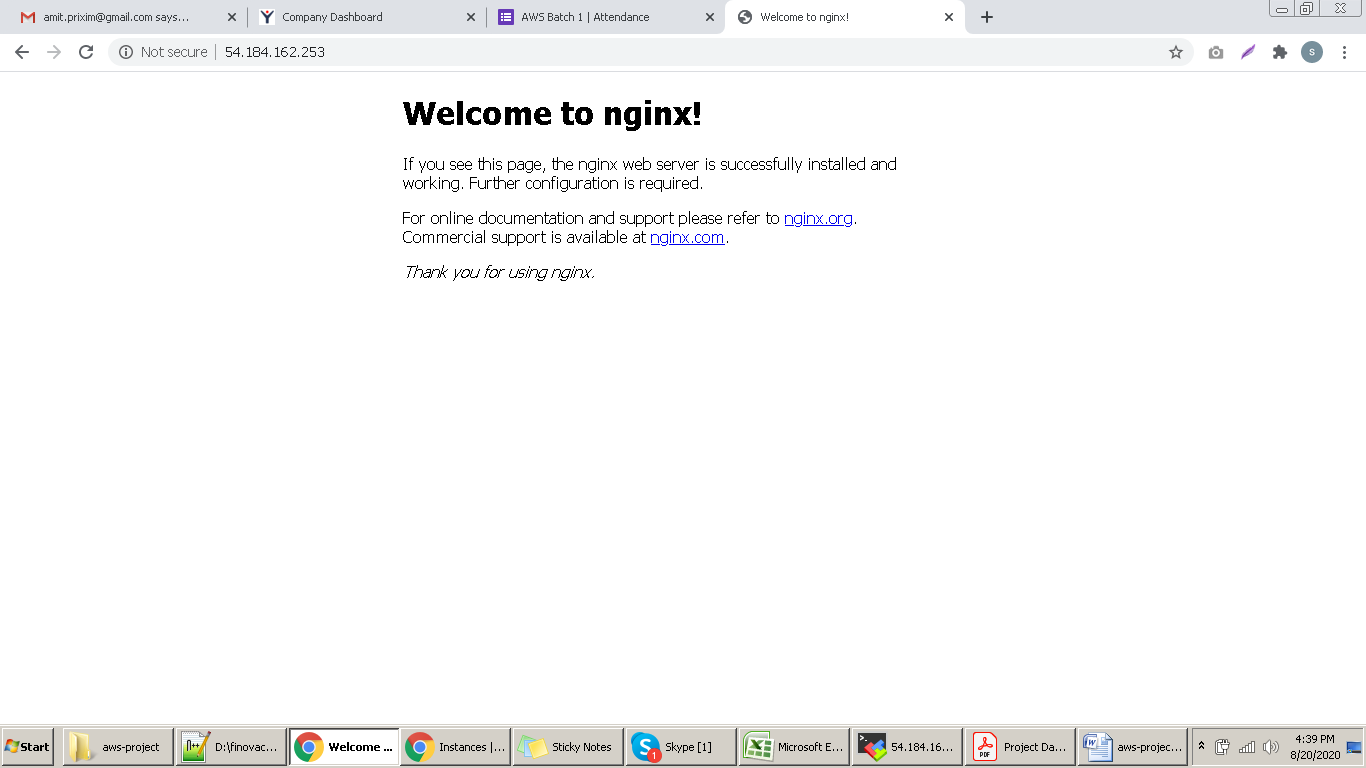 amit.prixim@gmail.com says...
Company Dashboard
AWS Batch 1 | Attendance
Welcome to nginx!
Not secure
54.184.162.253
s
Welcome to nginx!
If you see this page, the nginx web server is successfully installed and
working. Further configuration is required.
For online documentation and support please refer to nginx.org.
Commercial support is available at nginx.com.
Thank you for using nginx.
Start
aws-project
D:\finovac...
Welcome ...
Instances |...
Sticky Notes
1
Skype [1]
Microsoft E...
54.184.16...
PDF
Project Da...
aws-projec...
4:39 PM
8/20/2020